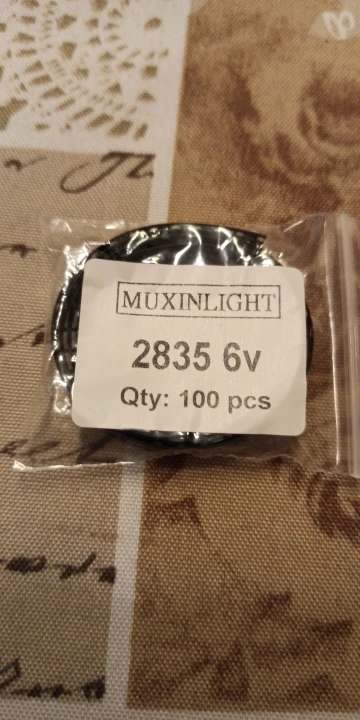 MUXINLIGHT
2835 6v
Qty: 100 pcs